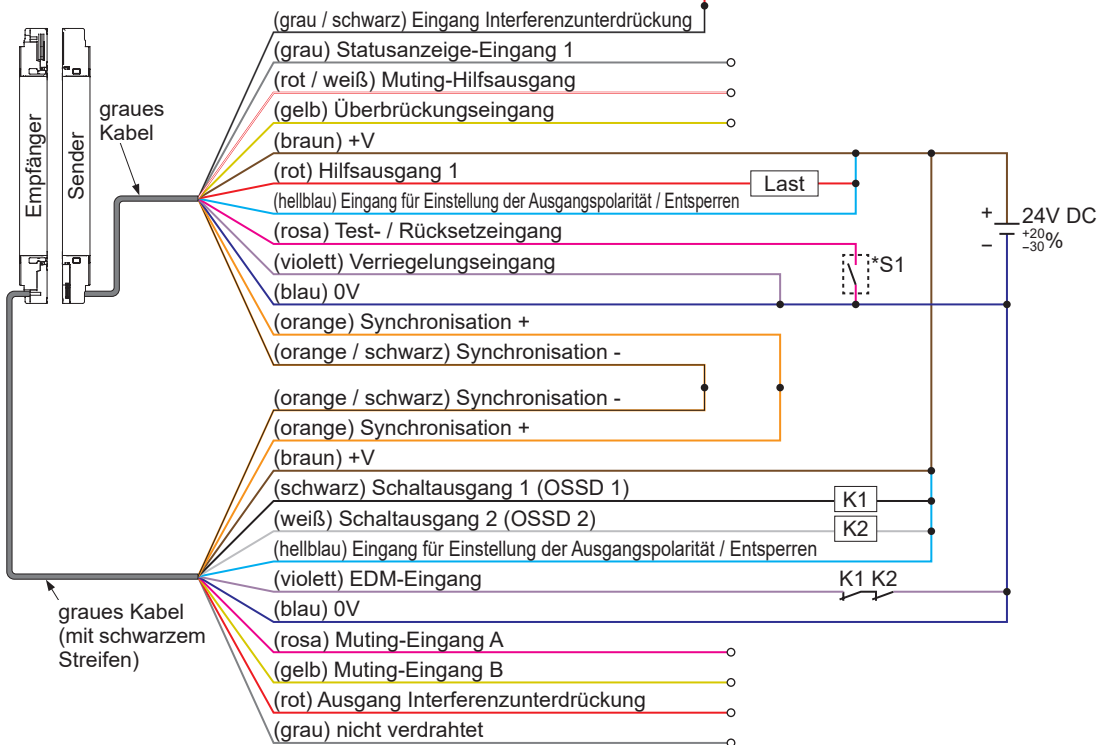 (grau / schwarz) Eingang Interferenzunterdrückung
(grau) Statusanzeige-Eingang 1
(rot / weiß) Muting-Hilfsausgang
(gelb) Überbrückungseingang
(braun) +V
(rot) Hilfsausgang 1
Last
(hellblau) Eingang für Einstellung der Ausgangspolarität / Entsperren
(rosa) Test- / Rücksetzeingang
*S1
(violett) Verriegelungseingang
(blau) 0V
(orange) Synchronisation +
(orange / schwarz) Synchronisation -
Empfänger
Sender
graues
Kabel
+
−
24V DC
+20
−30 %
(orange / schwarz) Synchronisation -
(orange) Synchronisation +
(braun) +V
(schwarz) Schaltausgang 1 (OSSD 1)
K1
(weiß) Schaltausgang 2 (OSSD 2)
K2
(hellblau) Eingang für Einstellung der Ausgangspolarität / Entsperren
(violett) EDM-Eingang
K1 K2
(blau) 0V
(rosa) Muting-Eingang A
(gelb) Muting-Eingang B
(rot) Ausgang Interferenzunterdrückung
(grau) nicht verdrahtet
graues Kabel
(mit schwarzem
Streifen)